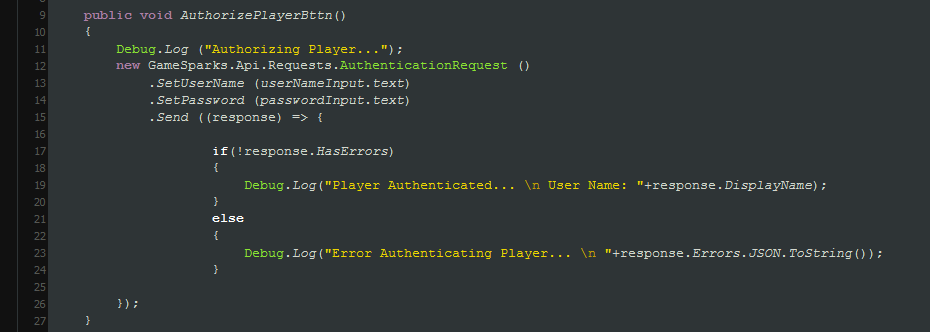 9 public void AuthorizePlayerBttn()
10 {
11 Debug.Log ("Authorizing Player...");
12 new GameSparks.Api.Requests.AuthenticationRequest ()
13 .SetUserName (userNameInput.text)
14 .SetPassword (passwordInput.text)
15 .Send ((response) => {
16
17 if(!response.HasErrors)
18 {
19 Debug.Log("Player Authenticated... \n User Name: "+response.DisplayName);
20 }
21 else
22 {
23 Debug.Log("Error Authenticating Player... \n "+response.Errors.JSON.ToString());
24 }
25
26 });
27 }